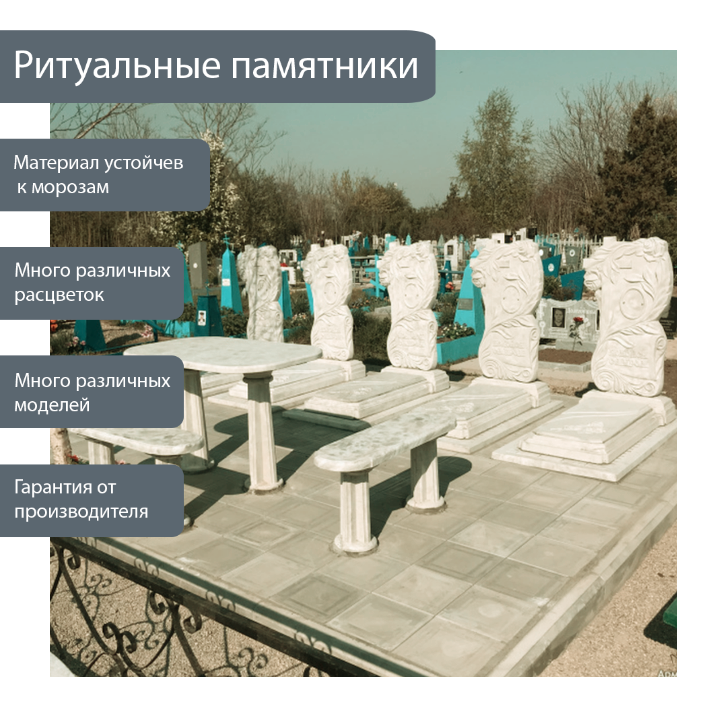 Ритуальные памятники
Материал устойчев
к морозам
Много различных
расцветок
Много различных
моделей
Гарантия от
производителя